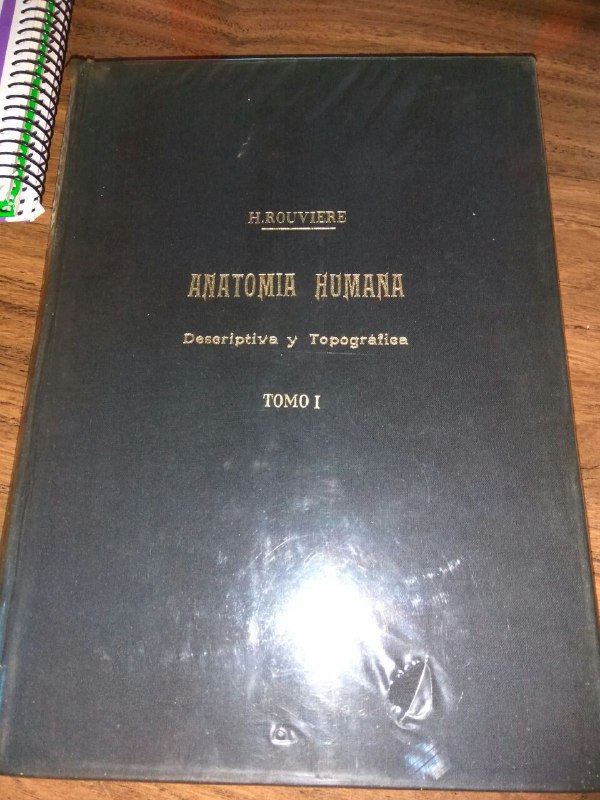 H. ROUVIERE
ANATOMIA HUMANA
Descriptiva y Topográfica
TOMO I